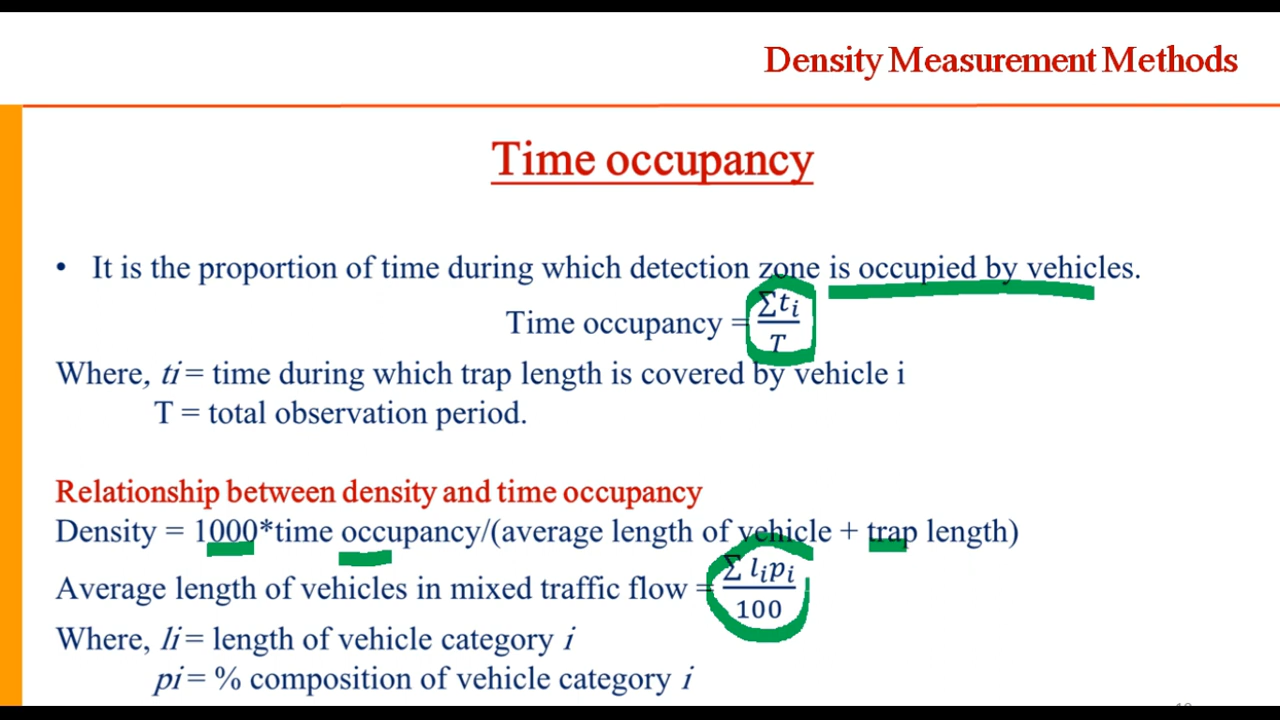 Density Measurement Methods
Time occupancy
• It is the proportion of time during which detection zone is occupied by vehicles.
Time occupancy = ∑tᵢ / T
Where, ti = time during which trap length is covered by vehicle i
T = total observation period.
Relationship between density and time occupancy
Density = 1000*time occupancy/(average length of vehicle + trap length)
Average length of vehicles in mixed traffic flow = ∑ lᵢpᵢ / 100
Where, li = length of vehicle category i
pi = % composition of vehicle category i